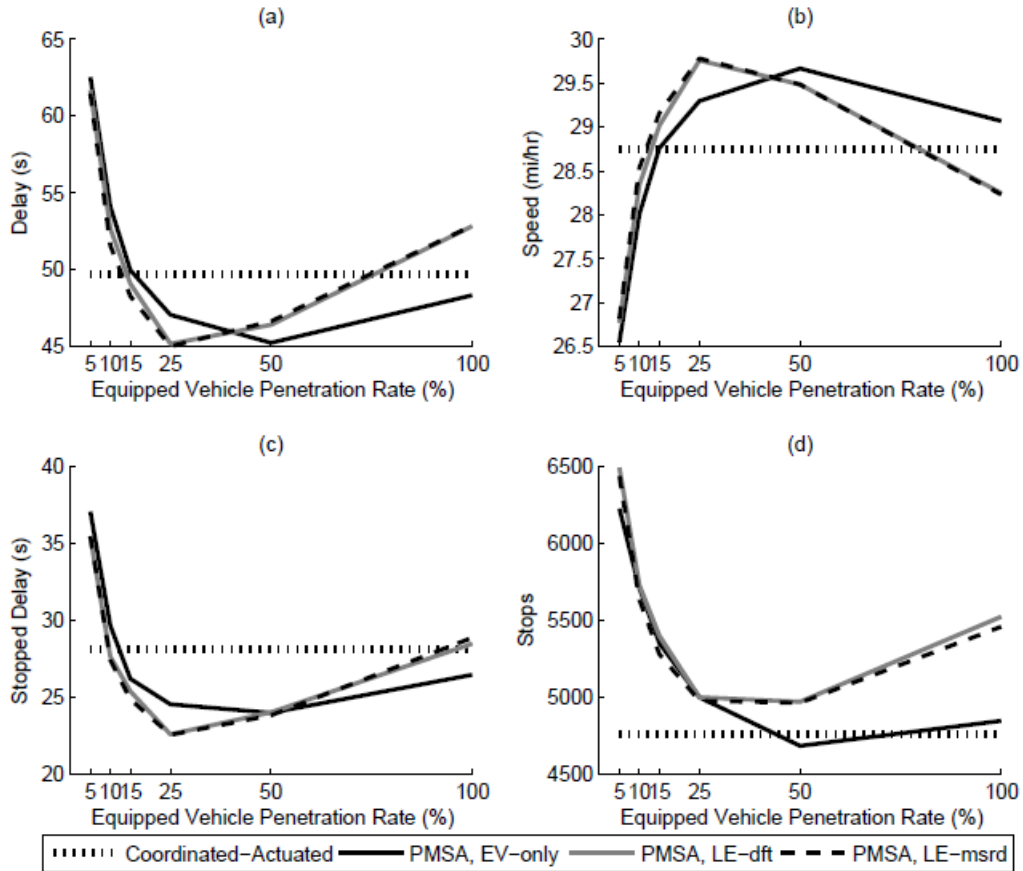 (a)
65
60
55
50
45
Delay (s)
5 10 15 25 50 100
Equipped Vehicle Penetration Rate (%)
(b)
30
29.5
29
28.5
28
27.5
27
26.5
Speed (mi/hr)
5 10 15 25 50 100
Equipped Vehicle Penetration Rate (%)
(c)
40
35
30
25
20
Stopped Delay (s)
5 10 15 25 50 100
Equipped Vehicle Penetration Rate (%)
(d)
6500
6000
5500
5000
4500
Stops
5 10 15 25 50 100
Equipped Vehicle Penetration Rate (%)
Coordinated-Actuated PMSA, EV-only PMSA, LE-dft PMSA, LE-msrd